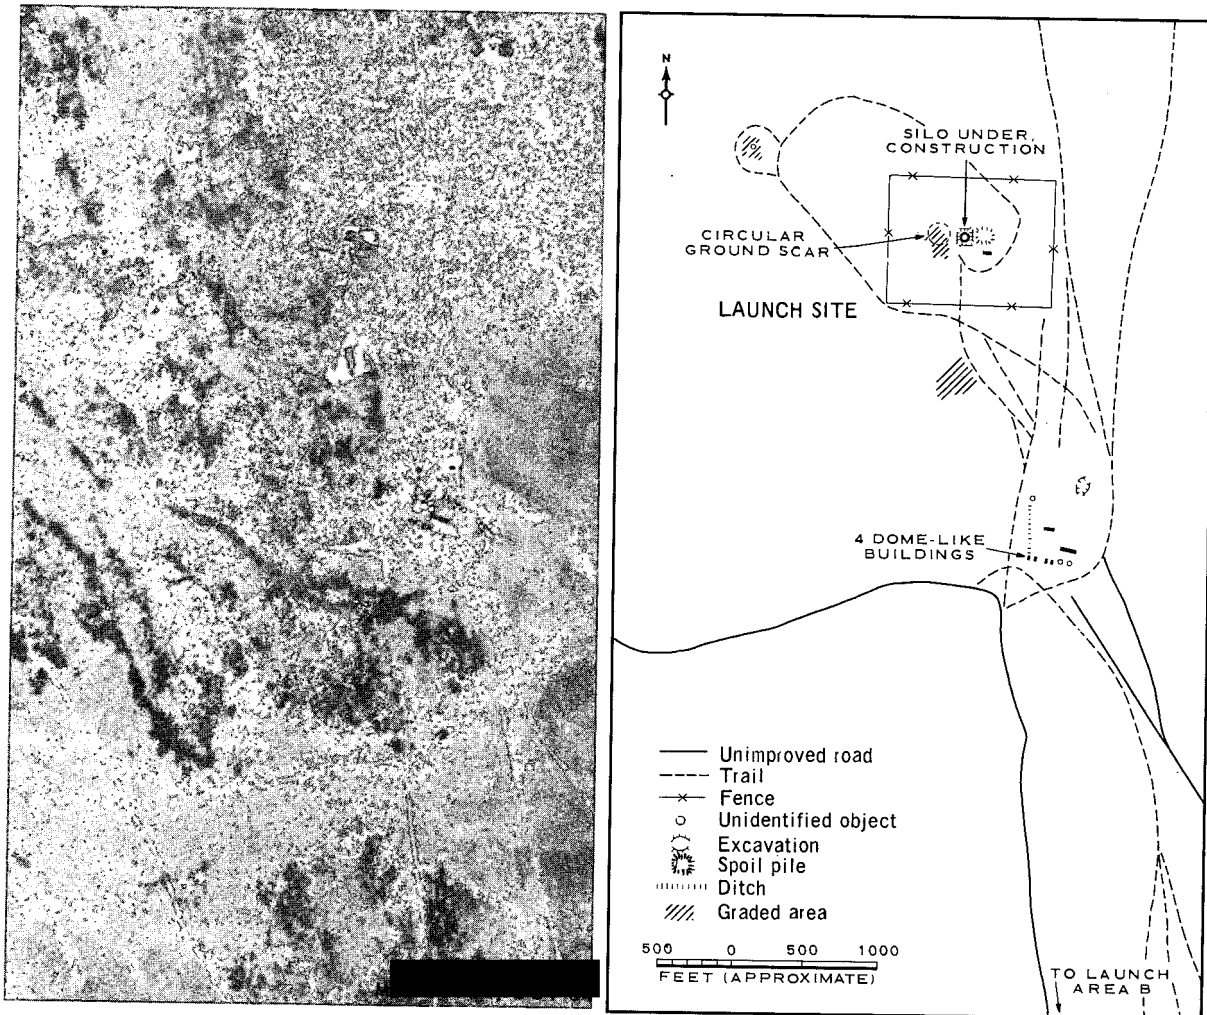 N
SILO UNDER
CONSTRUCTION
CIRCULAR
GROUND SCAR
LAUNCH SITE
4 DOME-LIKE
BUILDINGS
Unimproved road
Trail
Fence
Unidentified object
Excavation
Spoil pile
Ditch
Graded area
500 0 500 1000
FEET (APPROXIMATE)
TO LAUNCH
AREA B